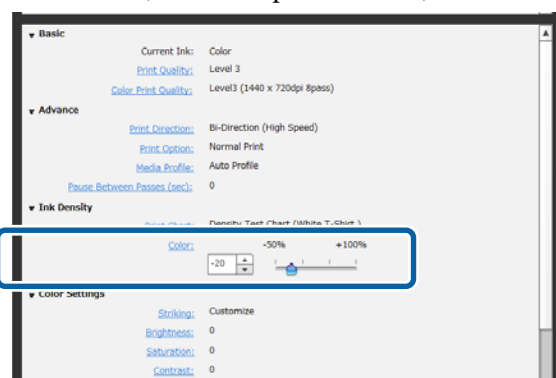 Basic
Current Ink: Color
Print Quality: Level 3
Color Print Quality: Level3 (1440 x 720dpi 8pass)
Advance
Print Direction: Bi-Direction (High Speed)
Print Option: Normal Print
Media Profile: Auto Profile
Pause Between Passes (sec): 0
Ink Density
Print Chart: Density Test Chart (White T-Shirt )
Color: -50% +100%
-20
Color Settings
Striking: Customize
Brightness: 0
Saturation: 0
Contrast: 0